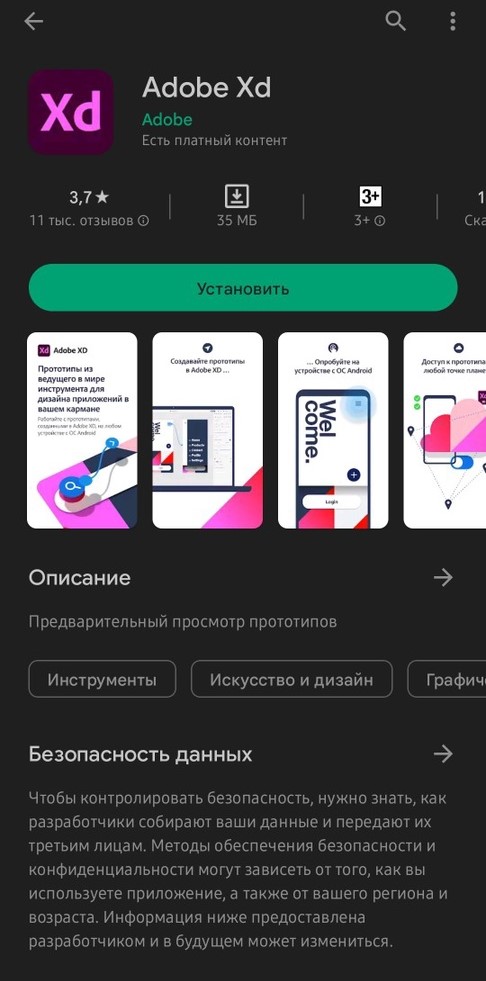 Xd
Adobe Xd
Adobe
Есть платный контент
3,7★
11 тыс. отзывов
35 МБ
3+
3+
Установить
Xd Adobe XD
Прототипы из
ведущего в мире
инструмента для
дизайна приложений в
вашем кармане
Работайте с прототипами,
созданными в Adobe XD, на любом
устройстве с ОС Android
Создавайте прототипы
в Adobe XD ...
... Опробуйте на
устройстве с ОС Android
Wel
come.
Login
Доступ к прототипа
любой точке плане
Описание
Предварительный просмотр прототипов
Инструменты
Искусство и дизайн
Графич
Безопасность данных
Чтобы контролировать безопасность, нужно знать, как
разработчики собирают ваши данные и передают их
третьим лицам. Методы обеспечения безопасности и
конфиденциальности могут зависеть от того, как вы
используете приложение, а также от вашего региона и
возраста. Информация ниже предоставлена
разработчиком и в будущем может измениться.